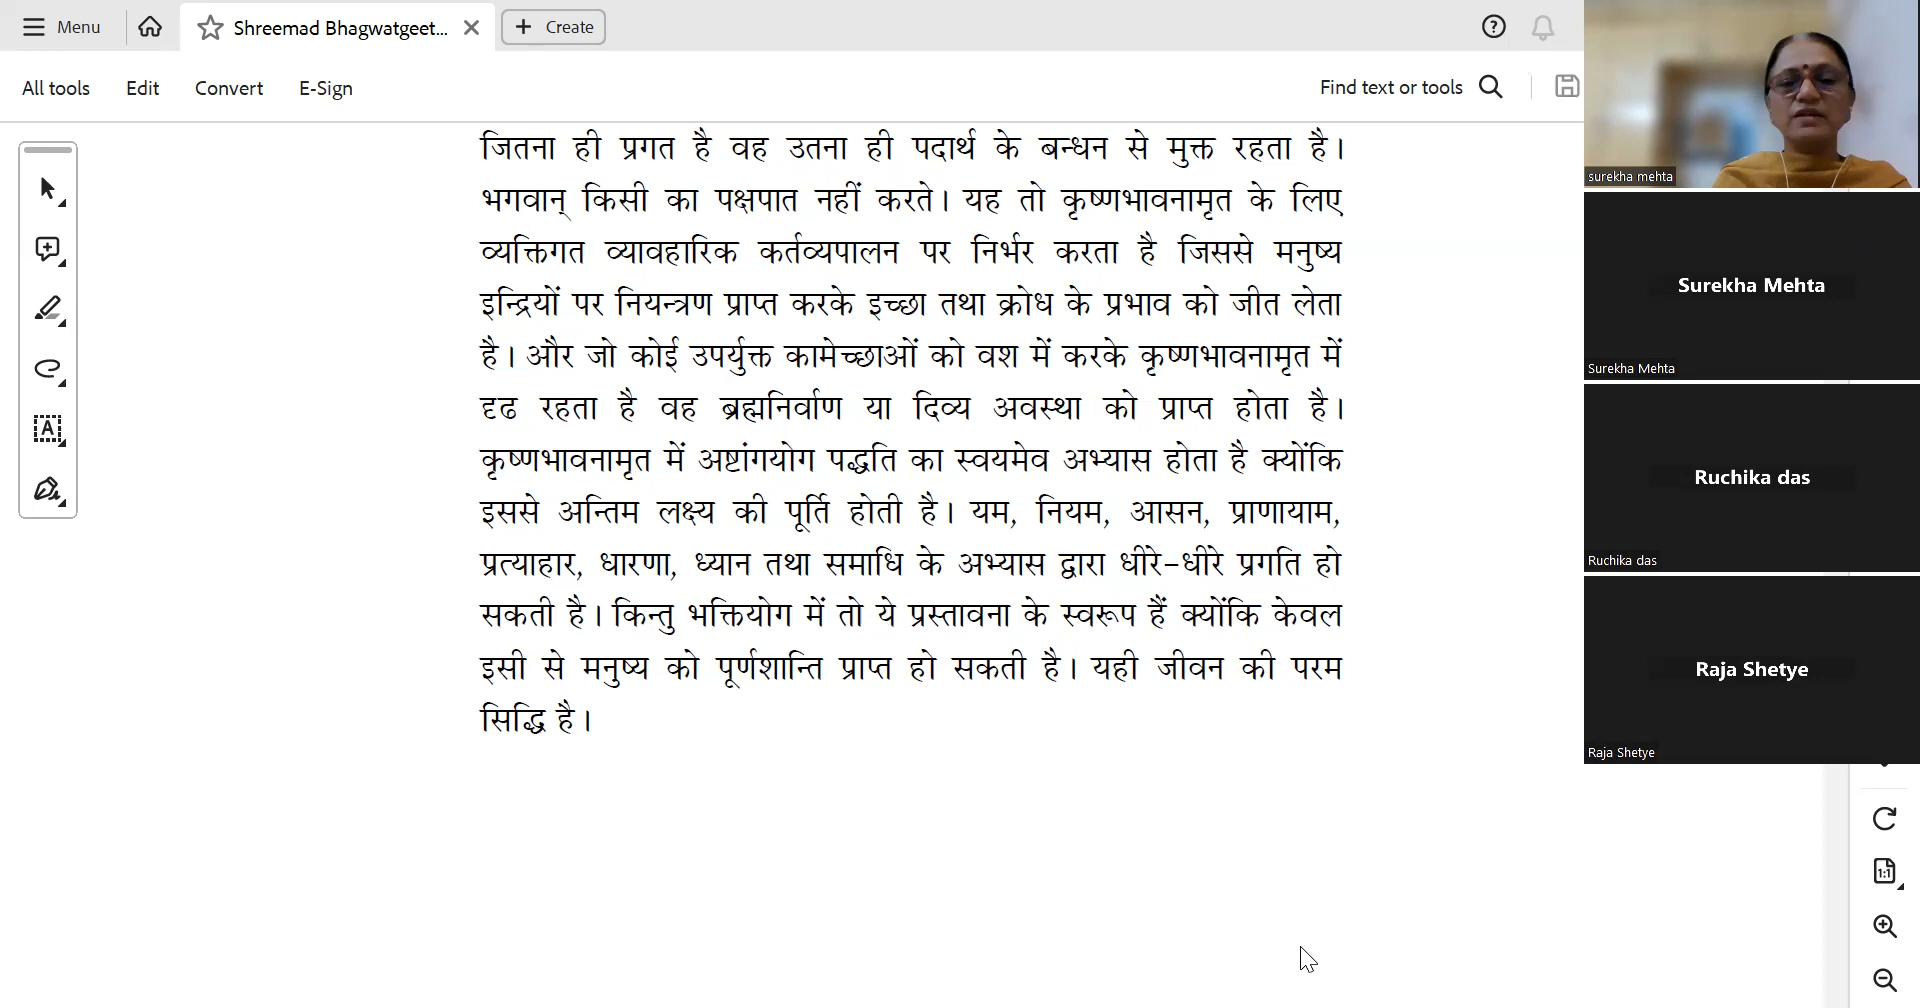 Menu
Shreemad Bhagwatgeet...
Create
All tools
Edit
Convert
E-Sign
Find text or tools
जितना ही प्रगत है वह उतना ही पदार्थ के बन्धन से मुक्त रहता है।
भगवान् किसी का पक्षपात नहीं करते। यह तो कृष्णभावनामृत के लिए
व्यक्तिगत व्यावहारिक कर्तव्यपालन पर निर्भर करता है जिससे मनुष्य
इन्द्रियों पर नियन्त्रण प्राप्त करके इच्छा तथा क्रोध के प्रभाव को जीत लेता
है। और जो कोई उपर्युक्त कामेच्छाओं को वश में करके कृष्णभावनामृत में
दृढ रहता है वह ब्रह्मनिर्वाण या दिव्य अवस्था को प्राप्त होता है।
कृष्णभावनामृत में अष्टांगयोग पद्धति का स्वयमेव अभ्यास होता है क्योंकि
इससे अन्तिम लक्ष्य की पूर्ति होती है। यम, नियम, आसन, प्राणायाम,
प्रत्याहार, धारणा, ध्यान तथा समाधि के अभ्यास द्वारा धीरे-धीरे प्रगति हो
सकती है। किन्तु भक्तियोग में तो ये प्रस्तावना के स्वरूप हैं क्योंकि केवल
इसी से मनुष्य को पूर्णशान्ति प्राप्त हो सकती है। यही जीवन की परम
सिद्धि है।
surekha mehta
Surekha Mehta
Surekha Mehta
Ruchika das
Ruchika das
Raja Shetye
Raja Shetye
1:1